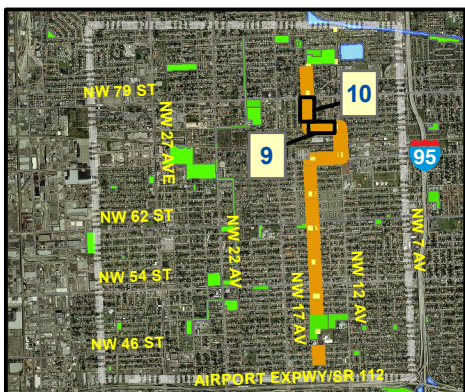 NW 79 ST
10
9
95
NW 27 AVE
NW 62 ST
NW 22 AV
NW 7 AV
NW 54 ST
NW 17 AV
NW 12 AV
NW 46 ST
AIRPORT EXPWY/SR 112